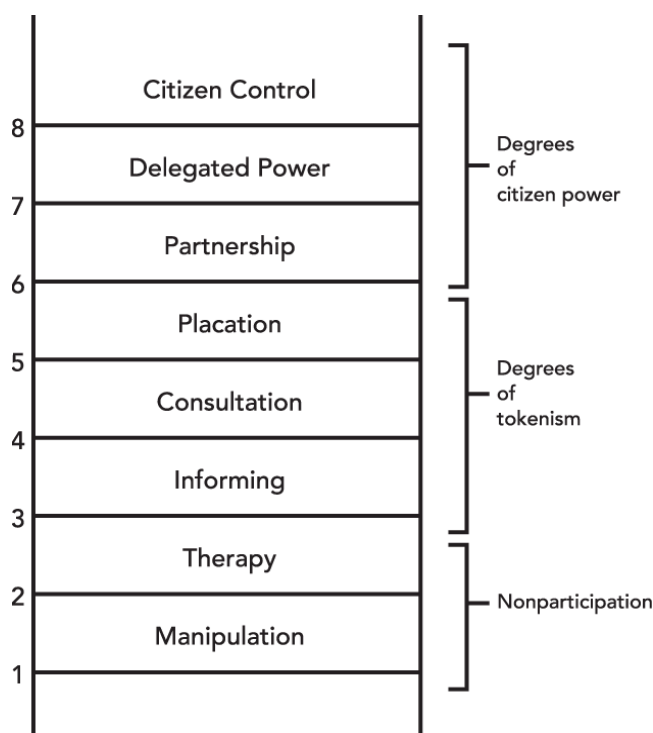 Citizen Control
8
Delegated Power
7
Partnership
6
Placation
5
Consultation
4
Informing
3
Therapy
2
Manipulation
1
Degrees
of
citizen power
Degrees
of
tokenism
Nonparticipation